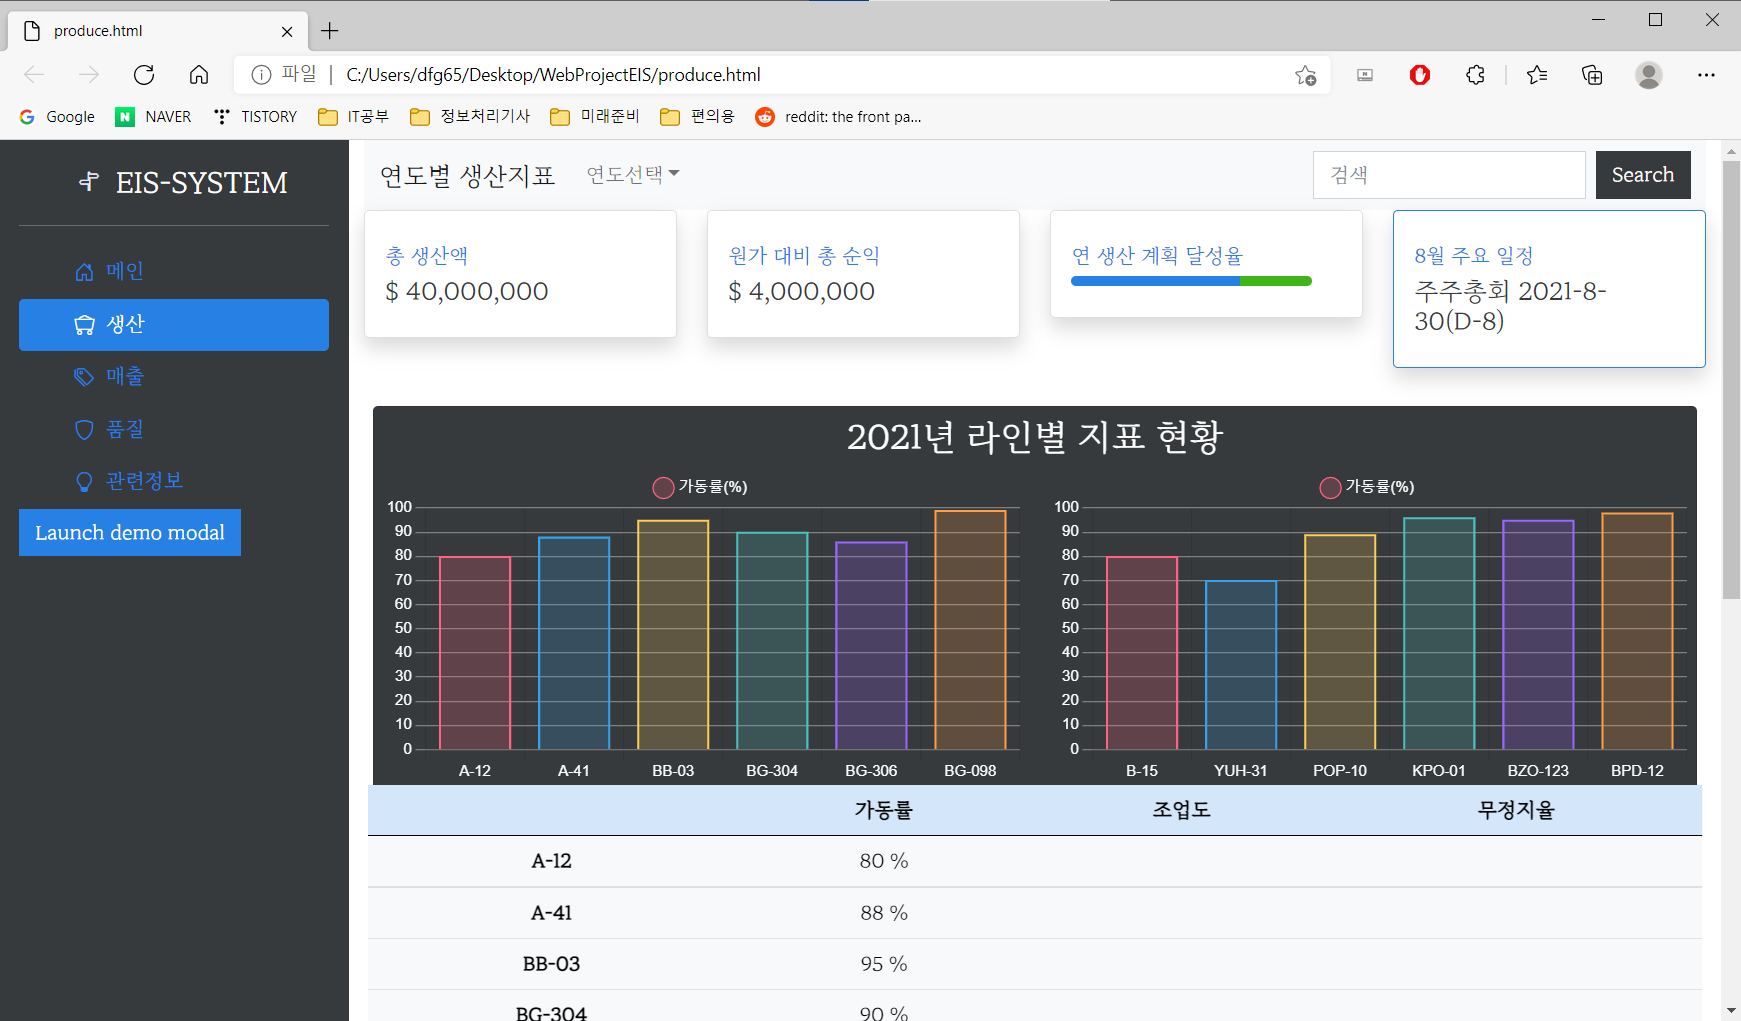 produce.html
파일
C:/Users/dfg65/Desktop/WebProjectEIS/produce.html
Google
NAVER
TISTORY
IT공부
정보처리기사
미래준비
편의용
reddit: the front pa...
EIS-SYSTEM
메인
생산
매출
품질
관련정보
Launch demo modal
연도별 생산지표
연도선택
검색
Search
총 생산액
$ 40,000,000
원가 대비 총 순익
$ 4,000,000
연 생산 계획 달성율
8월 주요 일정
주주총회 2021-8-
30(D-8)
2021년 라인별 지표 현황
가동률(%)
100
90
80
70
60
50
40
30
20
10
0
A-12 A-41 BB-03 BG-304 BG-306 BG-098
가동률(%)
100
90
80
70
60
50
40
30
20
10
0
B-15 YUH-31 POP-10 KPO-01 BZO-123 BPD-12
가동률 조업도 무정지율
A-12 80 %
A-41 88 %
BB-03 95 %
BG-304 90 %